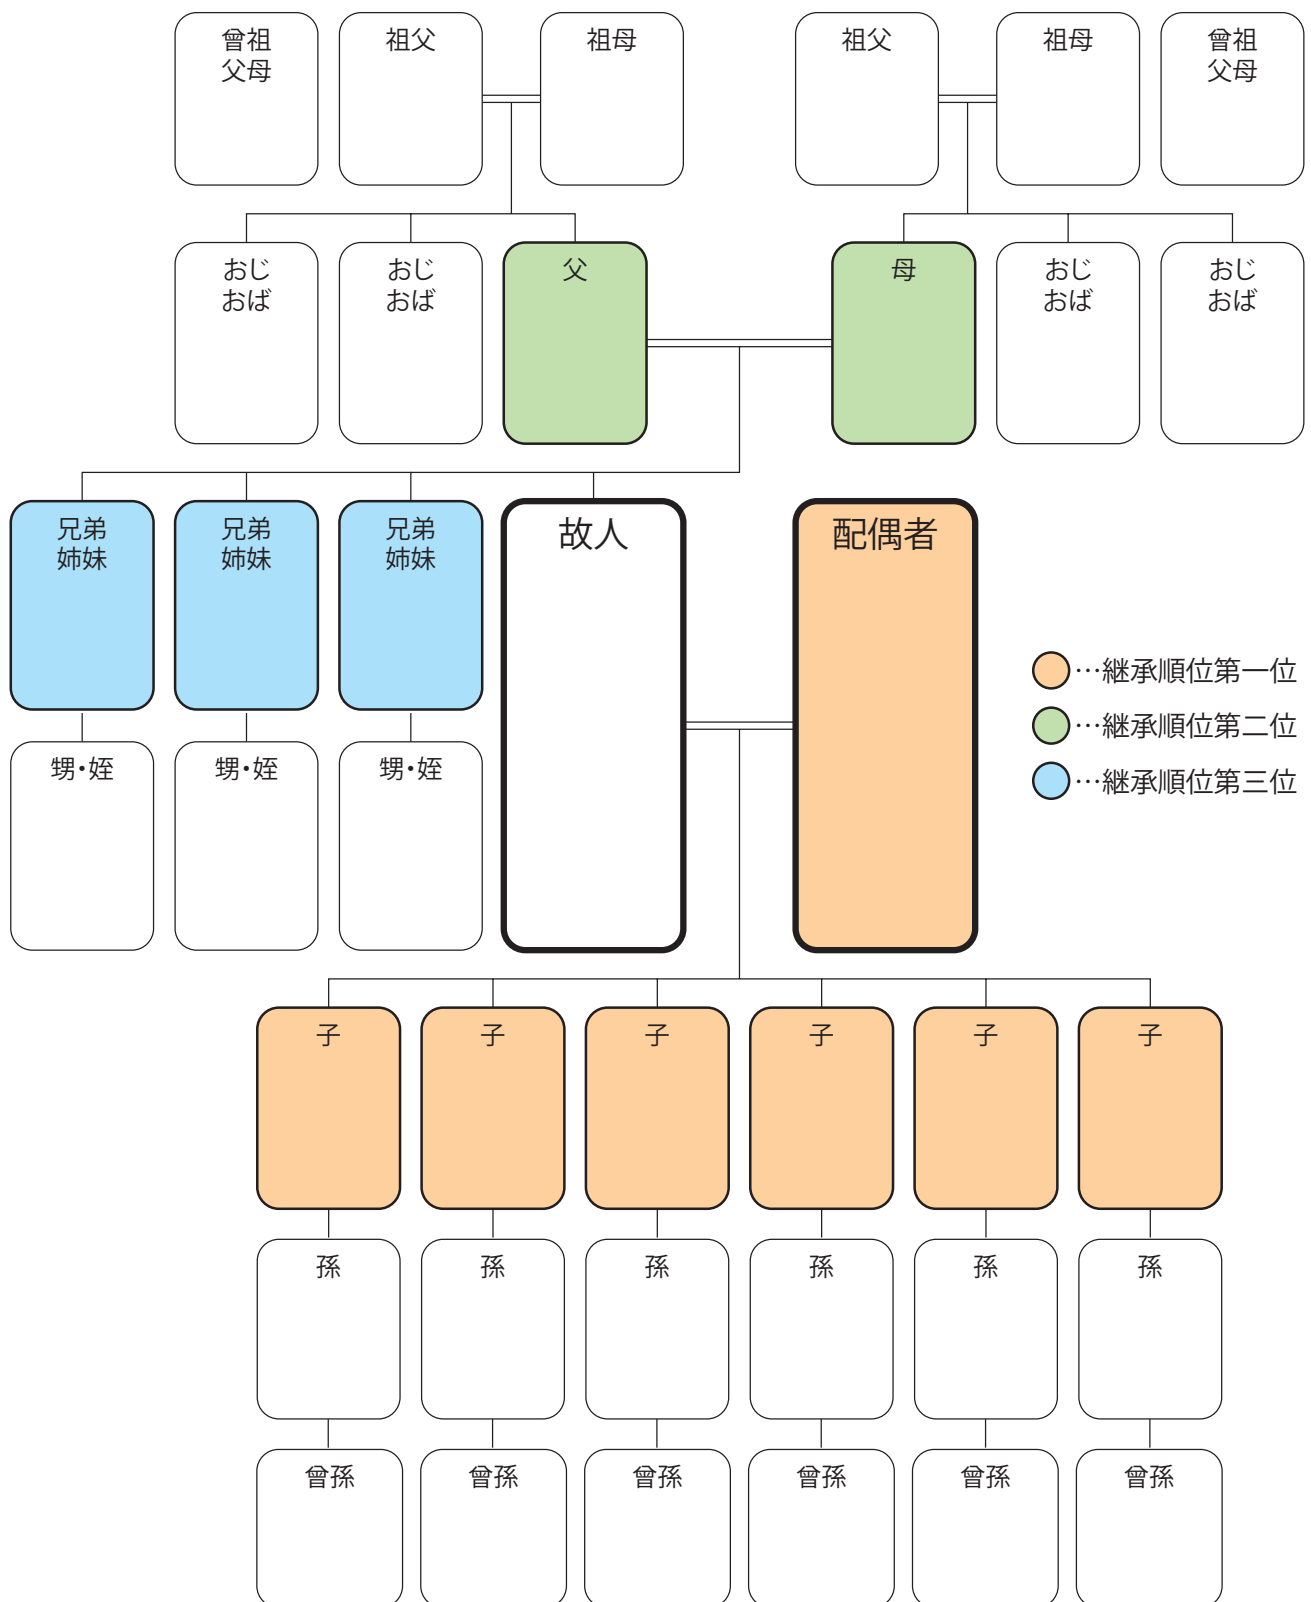 曾祖
父母
祖父
祖母
祖父
祖母
曾祖
父母
おじ
おば
おじ
おば
父
母
おじ
おば
おじ
おば
兄弟
姉妹
兄弟
姉妹
兄弟
姉妹
故人
配偶者
…継承順位第一位
…継承順位第二位
…継承順位第三位
甥・姪
甥・姪
甥・姪
子
子
子
子
子
子
孫
孫
孫
孫
孫
孫
曾孫
曾孫
曾孫
曾孫
曾孫
曾孫